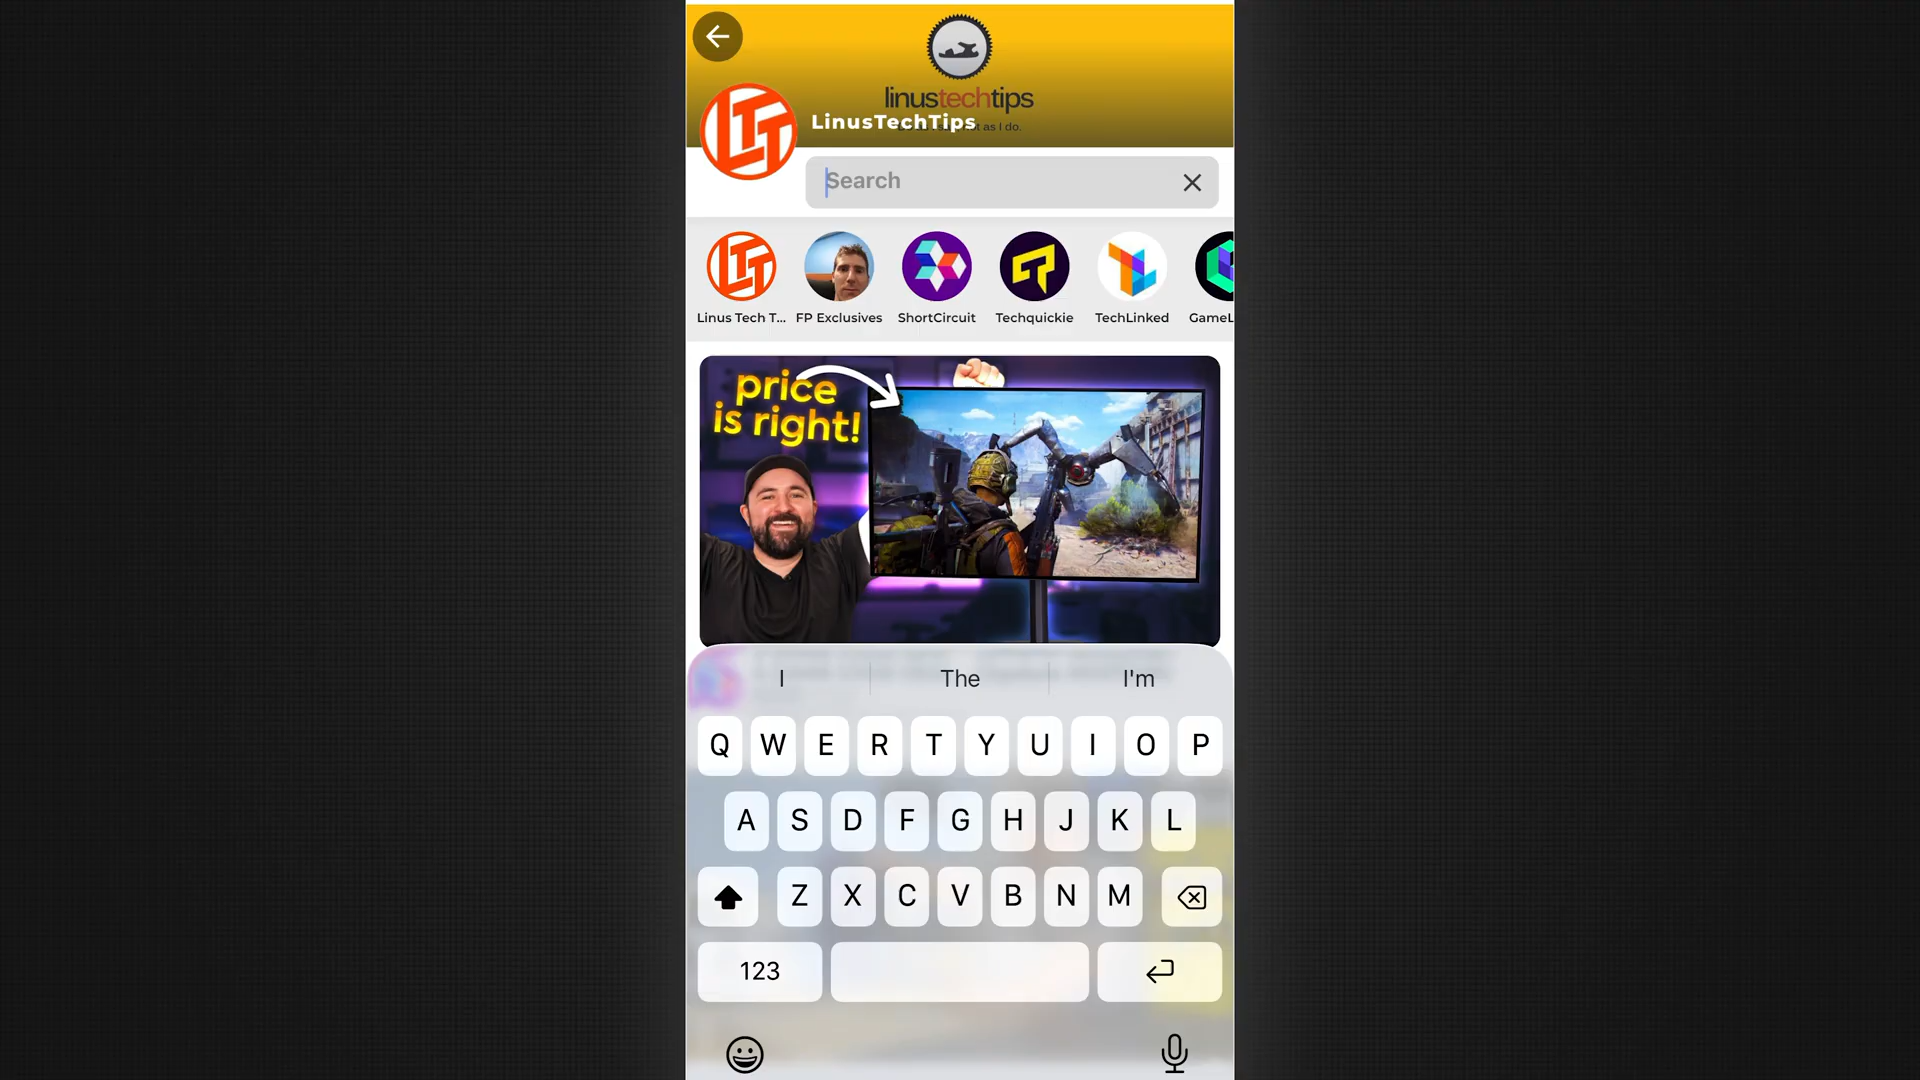 linustechtips
LinusTechTips
as I do.
Search
Linus Tech T...
FP Exclusives
ShortCircuit
Techquickie
TechLinked
GameL
price
is right!
I
The
I'm
Q W E R T Y U I O P
A S D F G H J K L
Z X C V B N M
123